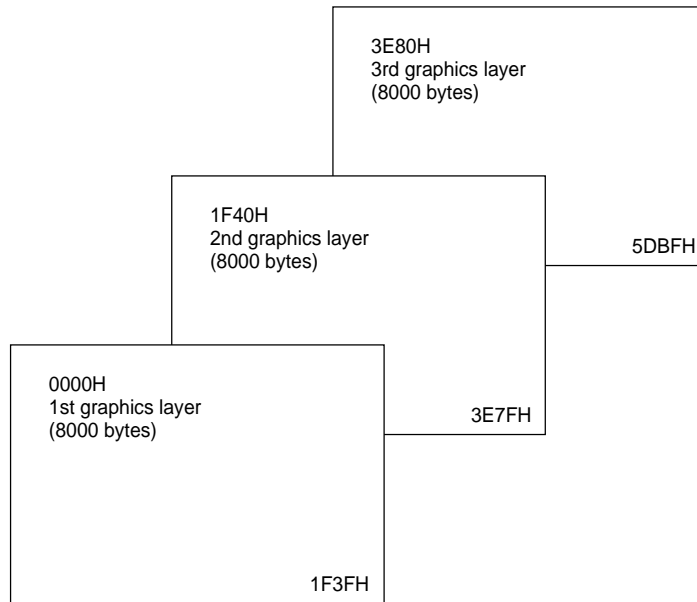 3E80H
3rd graphics layer
(8000 bytes)
5DBFH
1F40H
2nd graphics layer
(8000 bytes)
3E7FH
0000H
1st graphics layer
(8000 bytes)
1F3FH